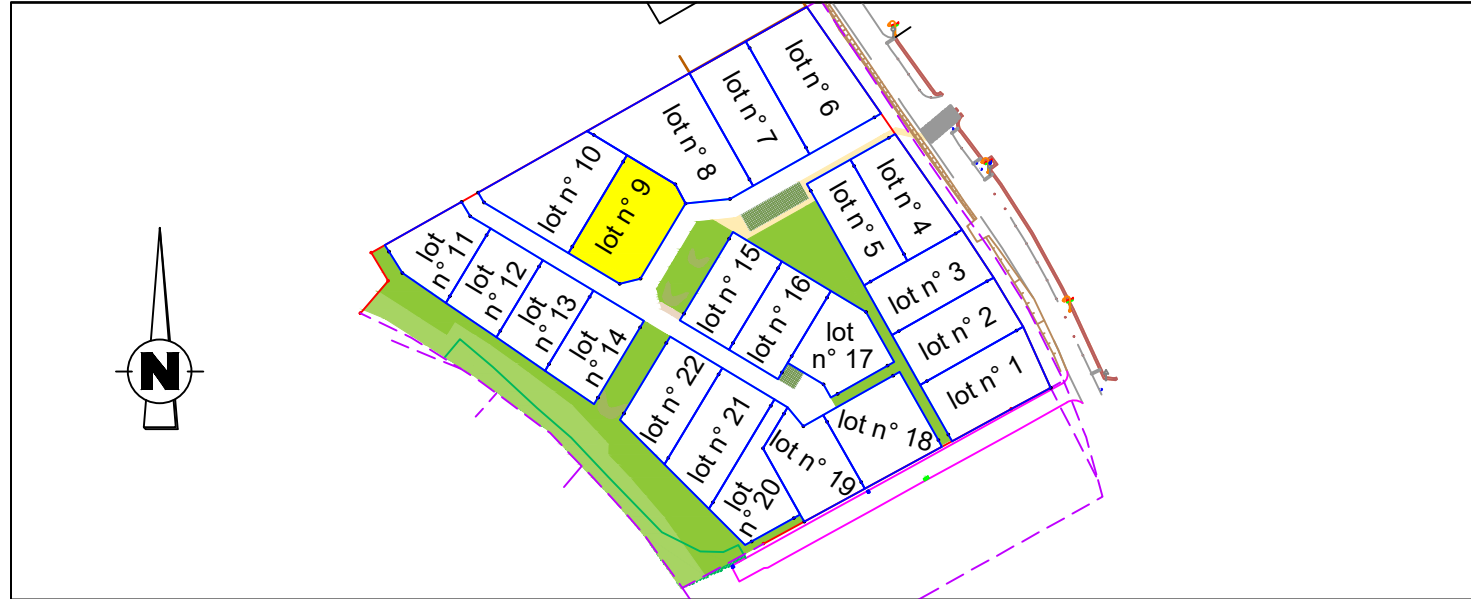 lot n° 6
lot n° 7
lot n° 8
lot n° 10
lot n° 9
lot n° 4
lot n° 5
lot
n° 11
lot
n° 12
lot
n° 13
lot
n° 14
lot n° 15
lot n° 16
lot
n° 17
lot n° 3
lot n° 2
lot n° 1
lot n° 22
lot n° 21
lot
n° 20
lot n° 19
lot n° 18
N